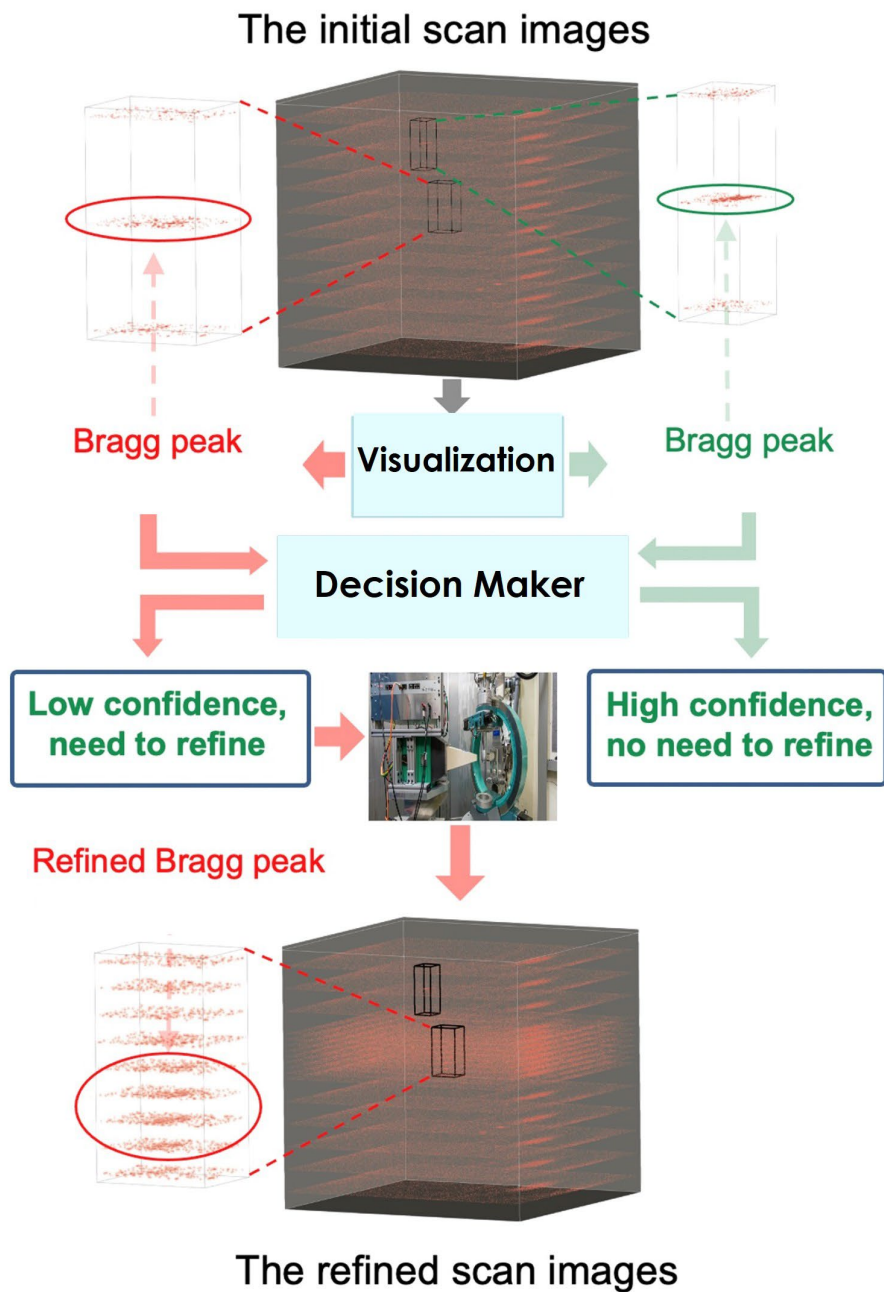 The initial scan images
Bragg peak
Visualization
Bragg peak
Decision Maker
Low confidence,
need to refine
High confidence,
no need to refine
Refined Bragg peak
The refined scan images